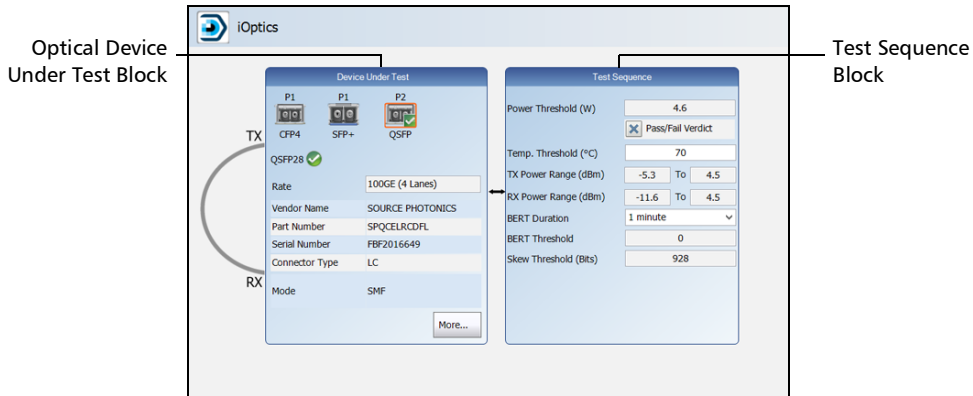 iOptics
Optical Device
Under Test Block
Test Sequence
Block
Device Under Test
P1 P1 P2
CFP4 SFP+ QSFP
TX
QSFP28
Rate 100GE (4 Lanes)
Vendor Name SOURCE PHOTONICS
Part Number SPQCELRCDFL
Serial Number FBF2016649
Connector Type LC
RX
Mode SMF
More...
Test Sequence
Power Threshold (W) 4.6
Pass/Fail Verdict
Temp. Threshold (°C) 70
TX Power Range (dBm) -5.3 To 4.5
RX Power Range (dBm) -11.6 To 4.5
BERT Duration 1 minute
BERT Threshold 0
Skew Threshold (Bits) 928